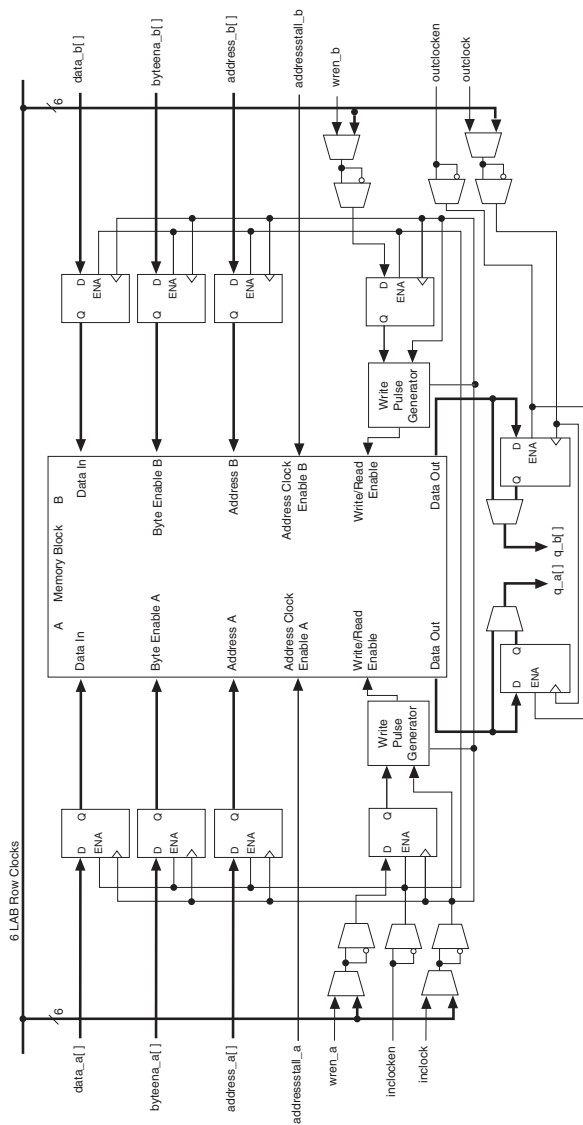 6 LAB Row Clocks
6
data_a[ ]
byteena_a[ ]
address_a[ ]
addressstall_a
wren_a
inclocken
inclock
D
Q
ENA
D
Q
ENA
D
Q
ENA
D
Q
ENA
Write
Pulse
Generator
A
Memory Block
B
Data In
Byte Enable A
Address A
Address Clock
Enable A
Write/Read
Enable
Data Out
Data In
Byte Enable B
Address B
Address Clock
Enable B
Write/Read
Enable
Data Out
Write
Pulse
Generator
Q
D
ENA
Q
D
ENA
Q
D
ENA
Q
D
ENA
6
data_b[ ]
byteena_b[ ]
address_b[ ]
addressstall_b
wren_b
outclocken
outclock
D
Q
ENA
q_a[ ]
q_b[ ]
D
Q
ENA